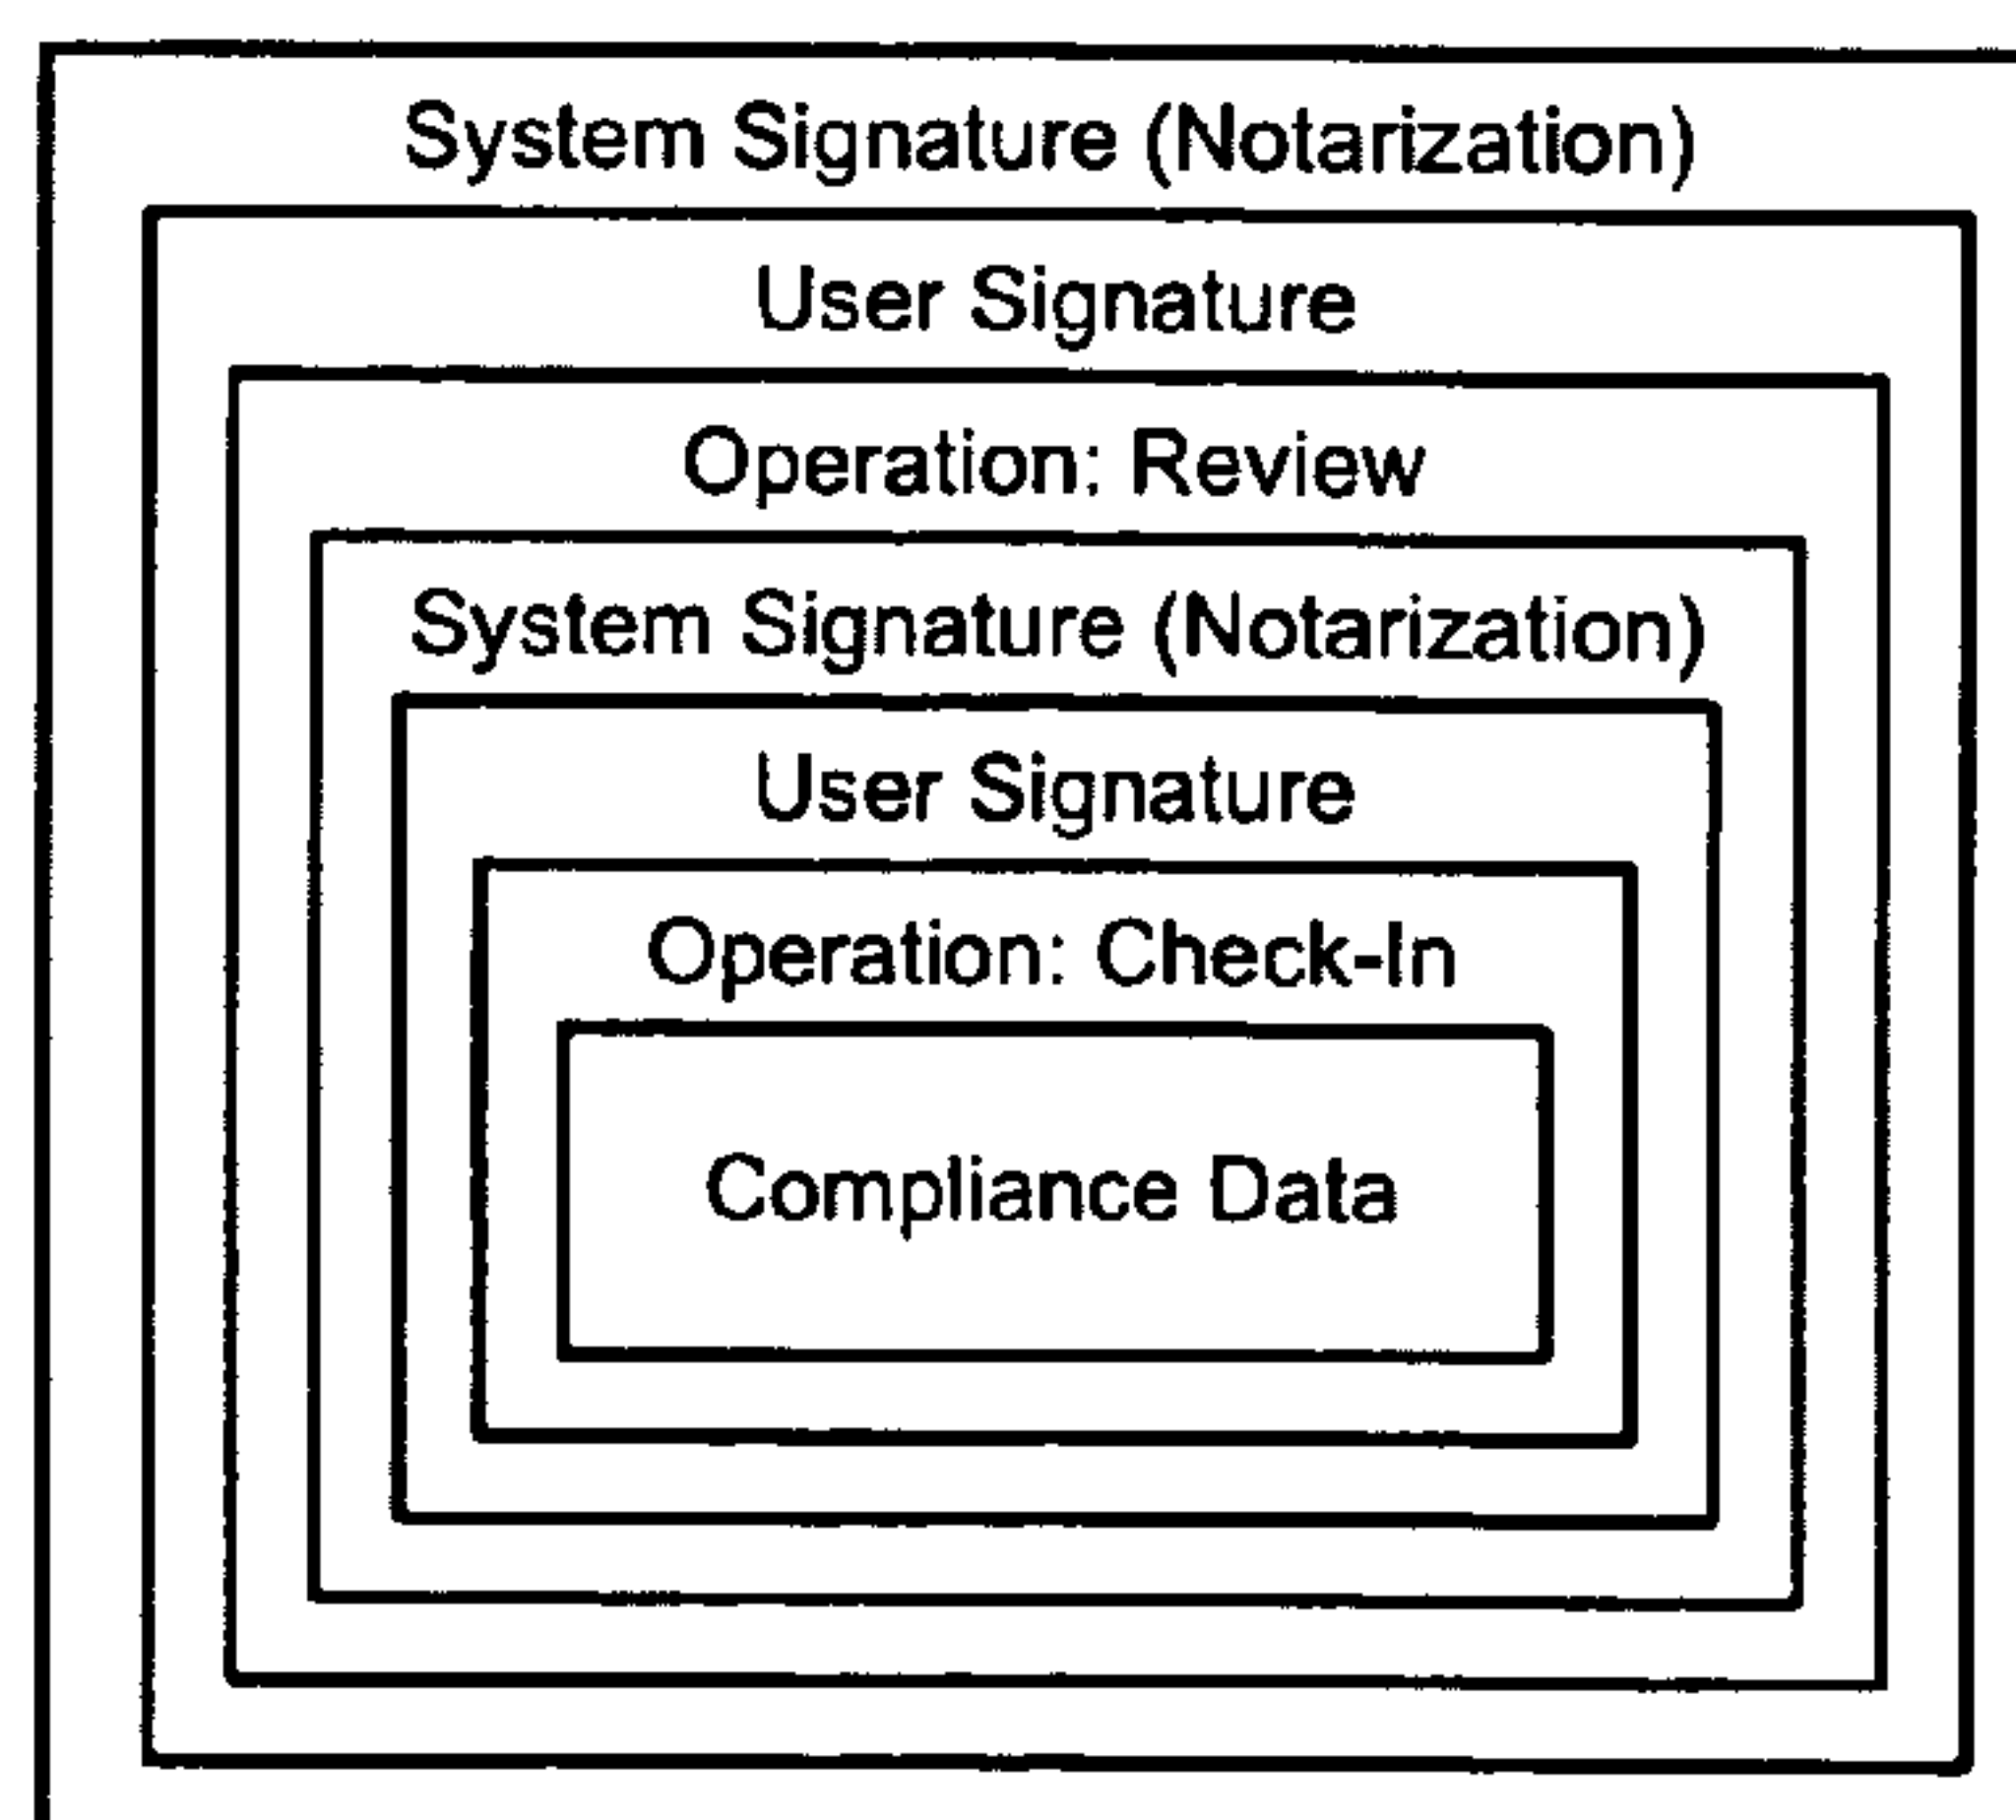 System Signature (Notarization)
User Signature
Operation: Review
System Signature (Notarization)
User Signature
Operation: Check-In
Compliance Data